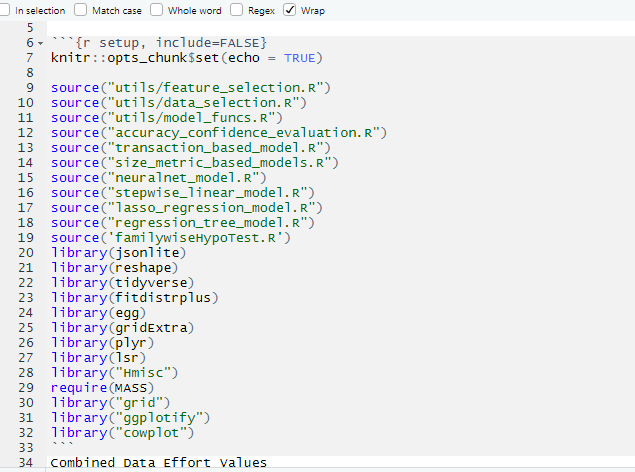 In selection Match case Whole word Regex Wrap
5
6 ```{r setup, include=FALSE}
7 knitr::opts_chunk$set(echo = TRUE)
8
9 source("utils/feature_selection.R")
10 source("utils/data_selection.R")
11 source("utils/model_funcs.R")
12 source("accuracy_confidence_evaluation.R")
13 source("transaction_based_model.R")
14 source("size_metric_based_models.R")
15 source("neuralnet_model.R")
16 source("stepwise_linear_model.R")
17 source("lasso_regression_model.R")
18 source("regression_tree_model.R")
19 source('familywiseHypoTest.R')
20 library(jsonlite)
21 library(reshape)
22 library(tidyverse)
23 library(fitdistrplus)
24 library(egg)
25 library(gridExtra)
26 library(plyr)
27 library(lsr)
28 library("Hmisc")
29 require(MASS)
30 library("grid")
31 library("ggplotify")
32 library("cowplot")
33 ```
34 Combined Data Effort Values